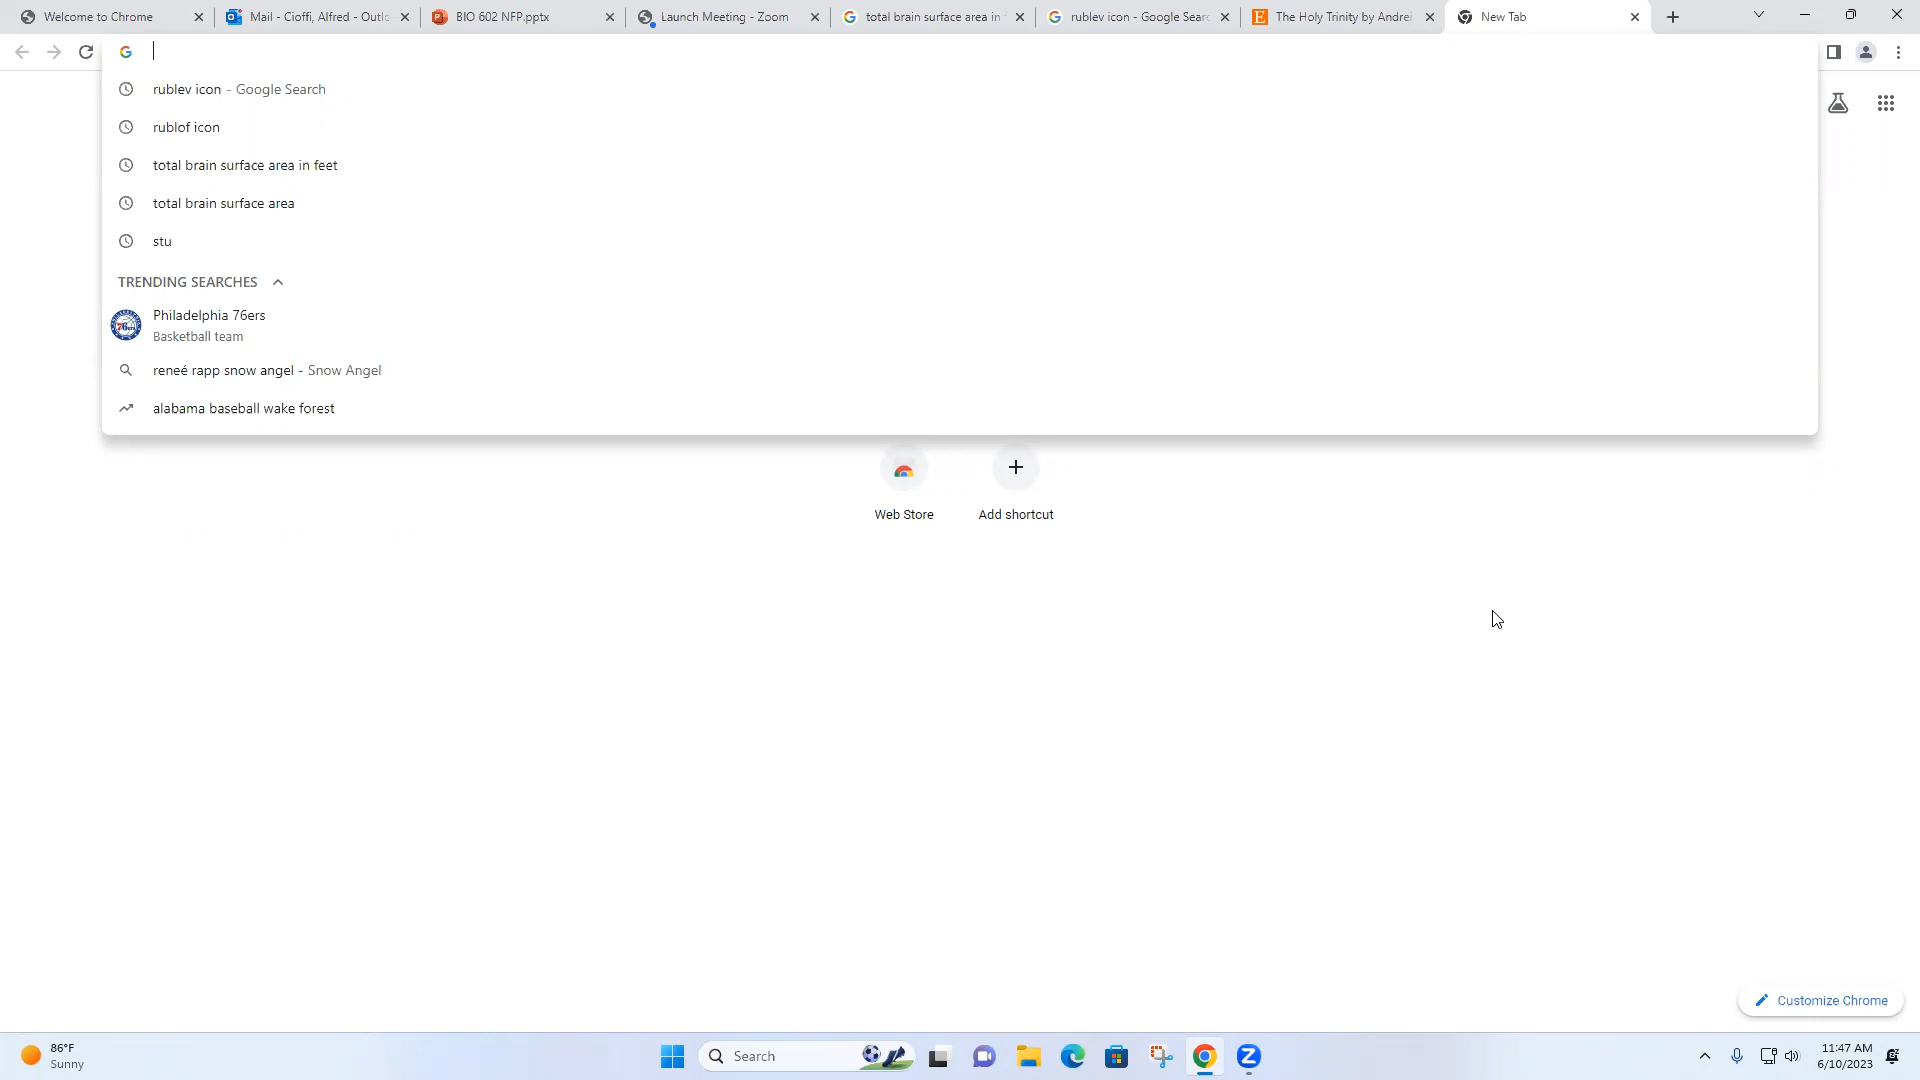 Welcome to Chrome
Mail - Cioffi, Alfred - Outlo
BIO 602 NFP.pptx
Launch Meeting - Zoom
total brain surface area in
rublev icon - Google Searc
The Holy Trinity by Andrei
New Tab
rublev icon - Google Search
rublof icon
total brain surface area in feet
total brain surface area
stu
TRENDING SEARCHES
Philadelphia 76ers
Basketball team
reneé rapp snow angel - Snow Angel
alabama baseball wake forest
Web Store
Add shortcut
Customize Chrome
86°F
Sunny
Search
11:47 AM
6/10/2023